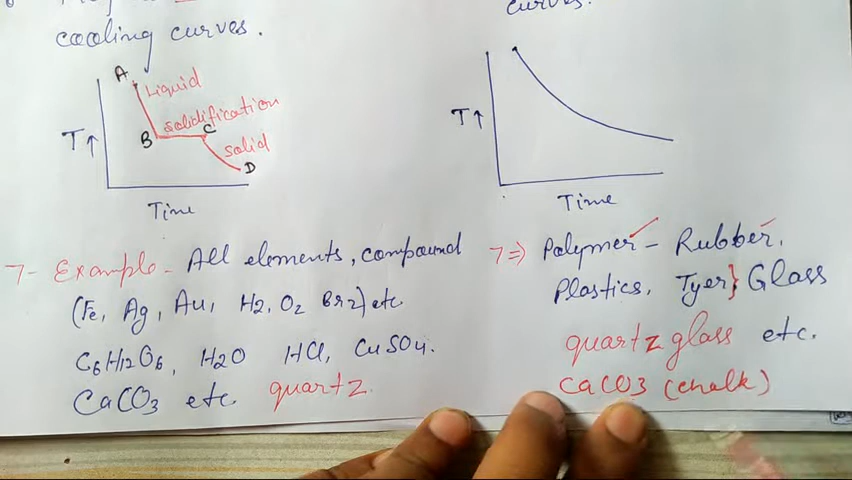 cooling curves.
curves.
A
Liquid
solidification
B
C
solid
D
T↑
Time
T↑
Time
7- Example - All elements, compound
(Fe, Ag, Au, H2, O2 Br2) etc
C6H12O6, H2O HCl, CuSO4.
CaCO3 etc. quartz
7⇒ Polymer - Rubber.
Plastics, Tyer} Glass
quartz glass etc.
CaCO3 (chalk)